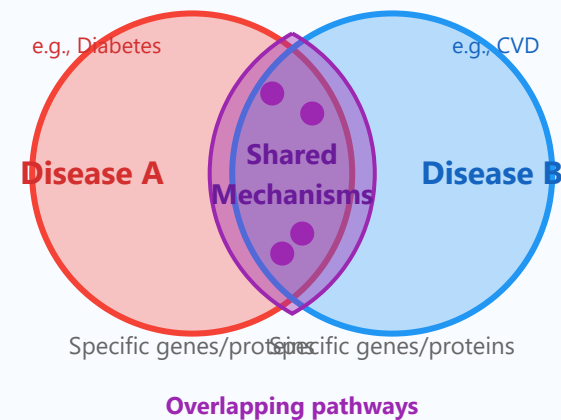 e.g., Diabetes
e.g., CVD
Disease A
Shared
Mechanisms
Disease B
Specific genes/proteins
Specific genes/proteins
Overlapping pathways